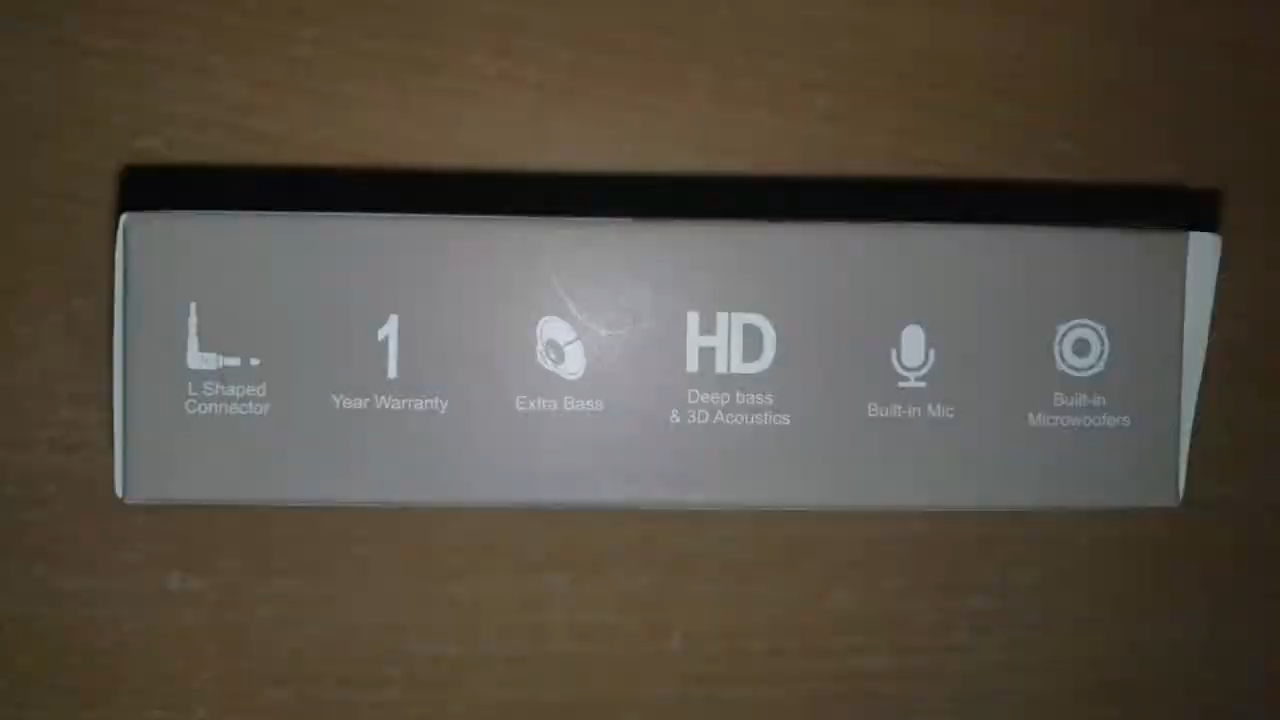 L Shaped
Connector
1
Year Warranty
Extra Bass
HD
Deep bass
& 3D Acoustics
Built-in Mic
Built-in
Microwoofers